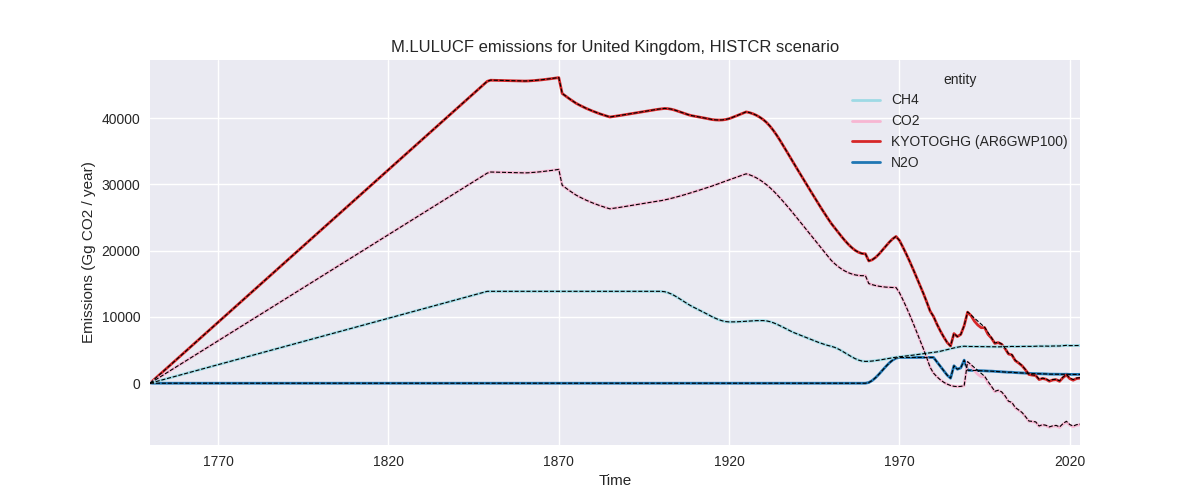 M.LULUCF emissions for United Kingdom, HISTCR scenario
Emissions (Gg CO2 / year)
40000
30000
20000
10000
0
entity
CH4
CO2
KYOTOGHG (AR6GWP100)
N2O
1770
1820
1870
1920
1970
2020
Time